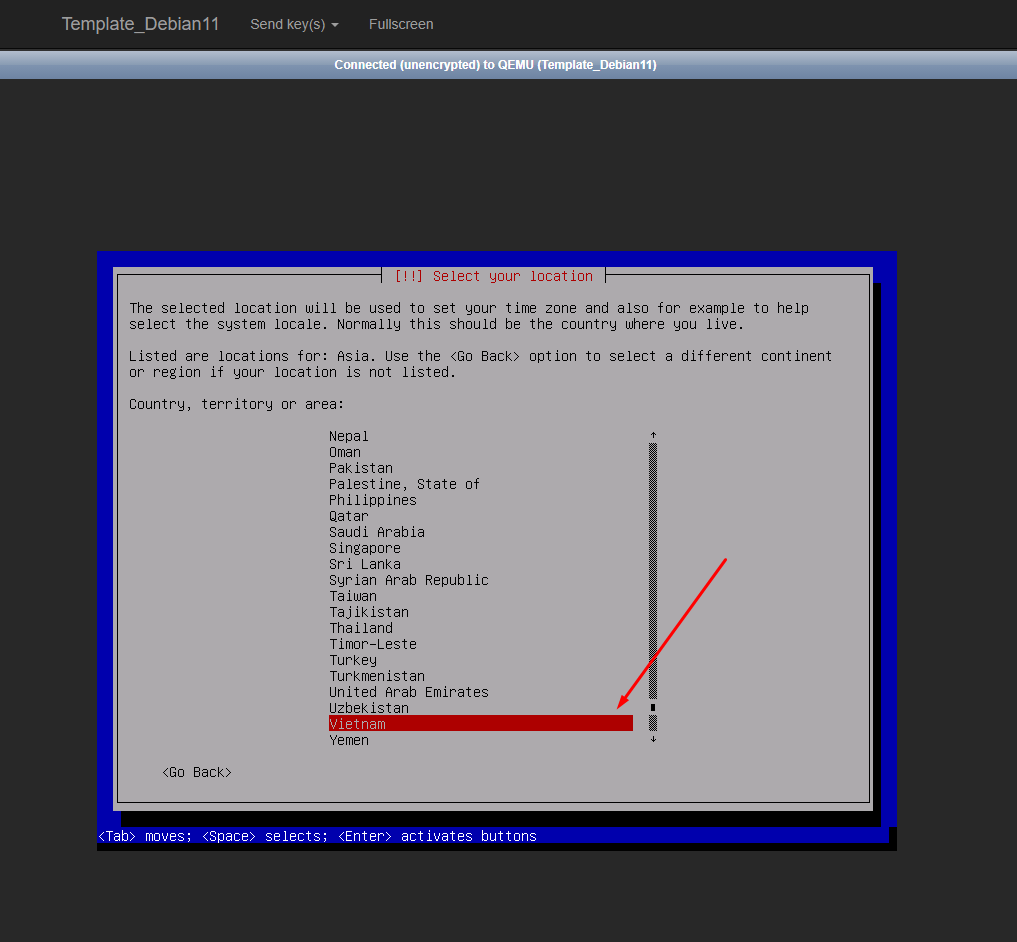 Template_Debian11 Send key(s) Fullscreen
Connected (unencrypted) to QEMU (Template_Debian11)
[!!] Select your location
The selected location will be used to set your time zone and also for example to help
select the system locale. Normally this should be the country where you live.
Listed are locations for: Asia. Use the <Go Back> option to select a different continent
or region if your location is not listed.
Country, territory or area:
Nepal
Oman
Pakistan
Palestine, State of
Philippines
Qatar
Saudi Arabia
Singapore
Sri Lanka
Syrian Arab Republic
Taiwan
Tajikistan
Thailand
Timor-Leste
Turkey
Turkmenistan
United Arab Emirates
Uzbekistan
Vietnam
Yemen
<Go Back>
<Tab> moves; <Space> selects; <Enter> activates buttons